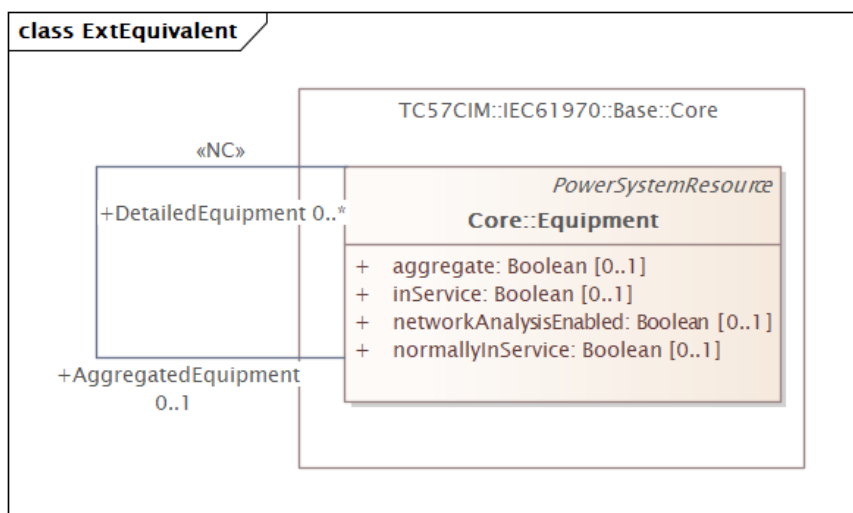 class ExtEquivalent
TC57CIM::IEC61970::Base::Core
«NC»
PowerSystemResource
+DetailedEquipment 0..*
Core::Equipment
+ aggregate: Boolean [0..1]
+ inService: Boolean [0..1]
+ networkAnalysisEnabled: Boolean [0..1]
+ normallyInService: Boolean [0..1]
+AggregatedEquipment
0..1